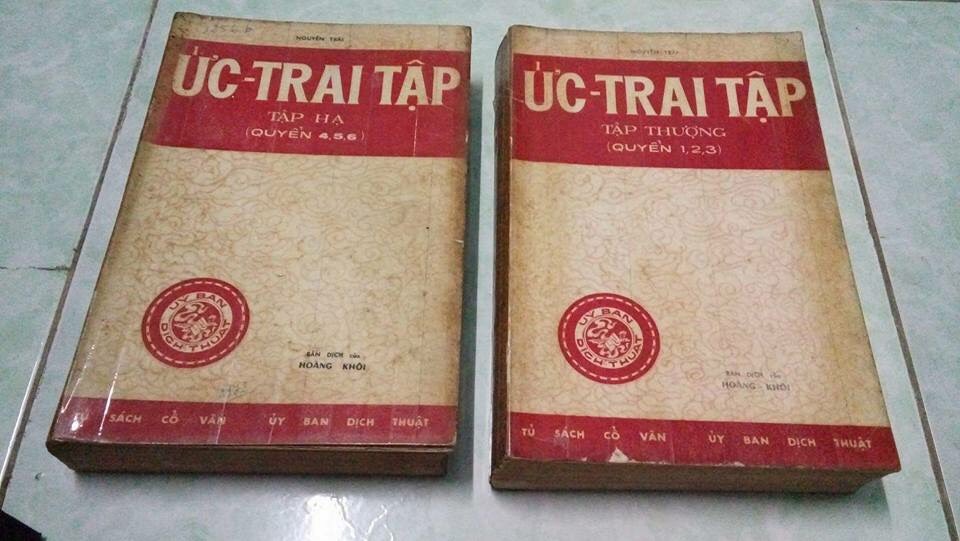 NGUYỄN TRÃI
ỨC-TRAI TẬP
TẬP HẠ
(QUYỂN 4,5,6)
ỦY BAN
DỊCH THUẬT
BẢN DỊCH của
HOÀNG KHÔI
TỦ SÁCH CỔ VĂN ỦY BAN DỊCH THUẬT
NGUYỄN TRÃI
ỨC-TRAI TẬP
TẬP THƯỢNG
(QUYỂN 1,2,3)
ỦY BAN
DỊCH THUẬT
BẢN DỊCH của
HOÀNG - KHÔI
TỦ SÁCH CỔ VĂN ỦY BAN DỊCH THUẬT